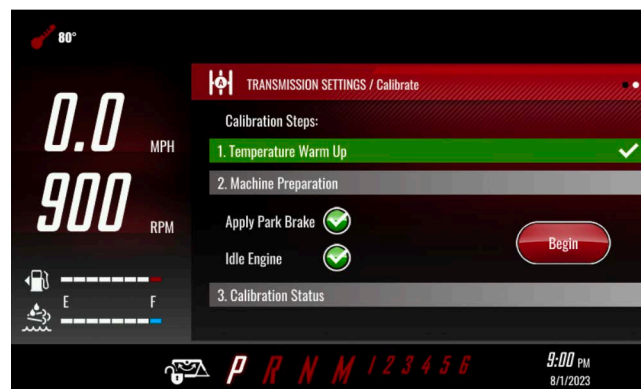 80°
TRANSMISSION SETTINGS / Calibrate
Calibration Steps:
0.0 MPH
1. Temperature Warm Up
2. Machine Preparation
900 RPM
Apply Park Brake
Begin
Idle Engine
E F
3. Calibration Status
P R N M 1 2 3 4 5 6
9:00 PM
8/1/2023